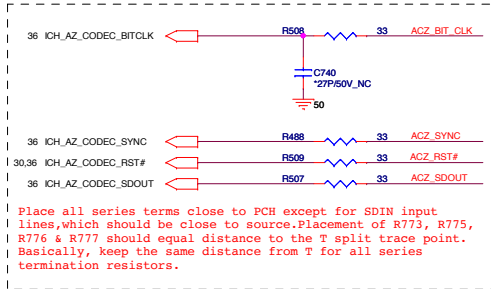 R508 33 ACZ_BIT_CLK
36 ICH_AZ_CODEC_BITCLK
C740
*27P/50V_NC
50
36 ICH_AZ_CODEC_SYNC R488 33 ACZ_SYNC
30,36 ICH_AZ_CODEC_RST# R509 33 ACZ_RST#
36 ICH_AZ_CODEC_SDOUT R507 33 ACZ_SDOUT
Place all series terms close to PCH except for SDIN input
lines,which should be close to source.Placement of R773, R775,
R776 & R777 should equal distance to the T split trace point.
Basically, keep the same distance from T for all series
termination resistors.